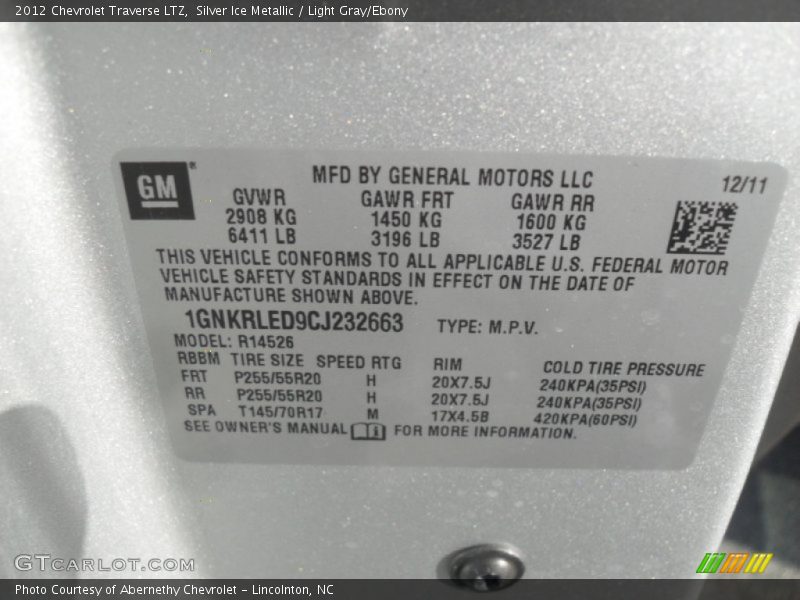 2012 Chevrolet Traverse LTZ, Silver Ice Metallic / Light Gray/Ebony
GM
MFD BY GENERAL MOTORS LLC 12/11
GVWR GAWR FRT GAWR RR
2908 KG 1450 KG 1600 KG
6411 LB 3196 LB 3527 LB
THIS VEHICLE CONFORMS TO ALL APPLICABLE U.S. FEDERAL MOTOR
VEHICLE SAFETY STANDARDS IN EFFECT ON THE DATE OF
MANUFACTURE SHOWN ABOVE.
1GNKRLED9CJ232663 TYPE: M.P.V.
MODEL: R14526
RBBM TIRE SIZE SPEED RTG RIM COLD TIRE PRESSURE
FRT P255/55R20 H 20X7.5J 240KPA(35PSI)
RR P255/55R20 H 20X7.5J 240KPA(35PSI)
SPA T145/70R17 M 17X4.5B 420KPA(60PSI)
SEE OWNER'S MANUAL FOR MORE INFORMATION.
GTCarLot.com
Photo Courtesy of Abernethy Chevrolet - Lincolnton, NC